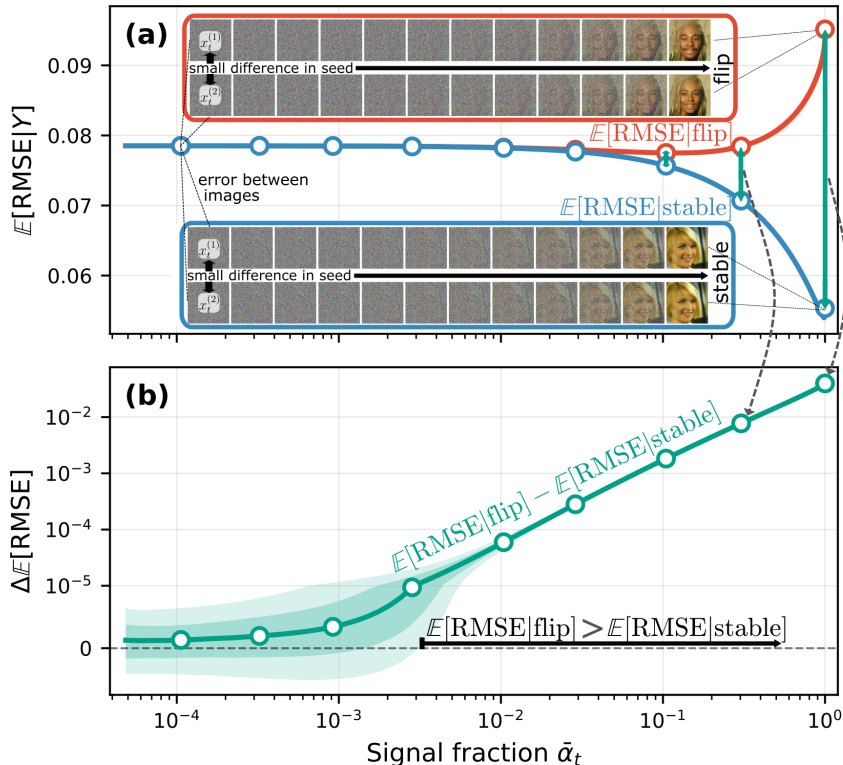 (a)
0.09
0.08
0.07
0.06
𝔼[RMSE|Y]
x_t^{(1)}
small difference in seed
x_t^{(2)}
flip
𝔼[RMSE|flip]
error between
images
𝔼[RMSE|stable]
x_t^{(1)}
small difference in seed
x_t^{(2)}
stable
(b)
10^{-2}
10^{-3}
10^{-4}
10^{-5}
0
Δ𝔼[RMSE]
𝔼[RMSE|flip] − 𝔼[RMSE|stable]
𝔼[RMSE|flip] > 𝔼[RMSE|stable]
10^{-4} 10^{-3} 10^{-2} 10^{-1} 10^{0}
Signal fraction ᾱ_t